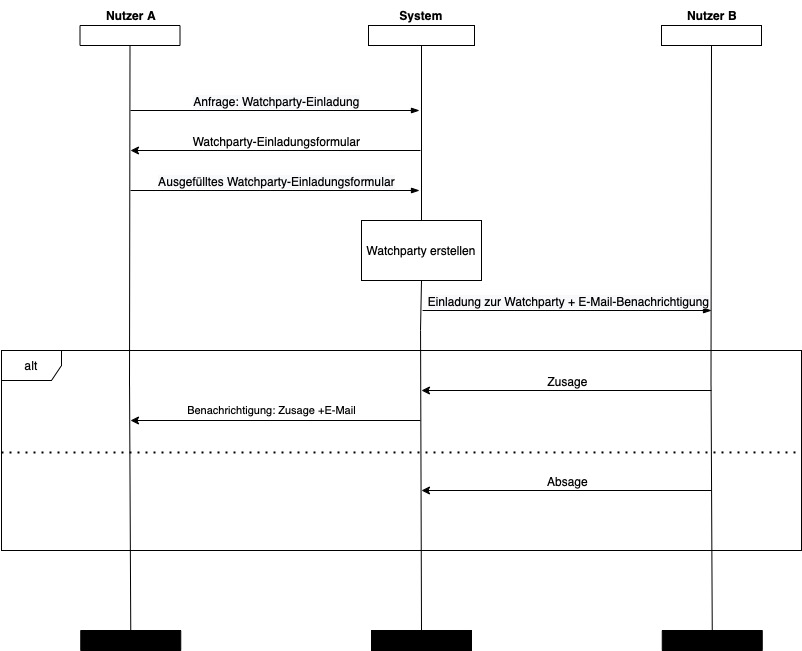 Nutzer A
System
Nutzer B
Anfrage: Watchparty-Einladung
Watchparty-Einladungsformular
Ausgefülltes Watchparty-Einladungsformular
Watchparty erstellen
Einladung zur Watchparty + E-Mail-Benachrichtigung
alt
Zusage
Benachrichtigung: Zusage +E-Mail
Absage